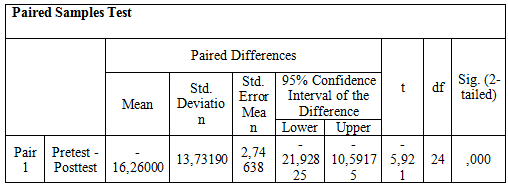 Paired Samples Test
Paired Differences
t
df
Sig. (2-
tailed)
Mean
Std.
Deviatio
n
Std.
Error
Mea
n
95% Confidence
Interval of the
Difference
Lower Upper
Pair
1
Pretest -
Posttest
-
16,26000
13,73190
2,74
638
-
21,928
25
-
10,5917
5
-
5,92
1
24
,000